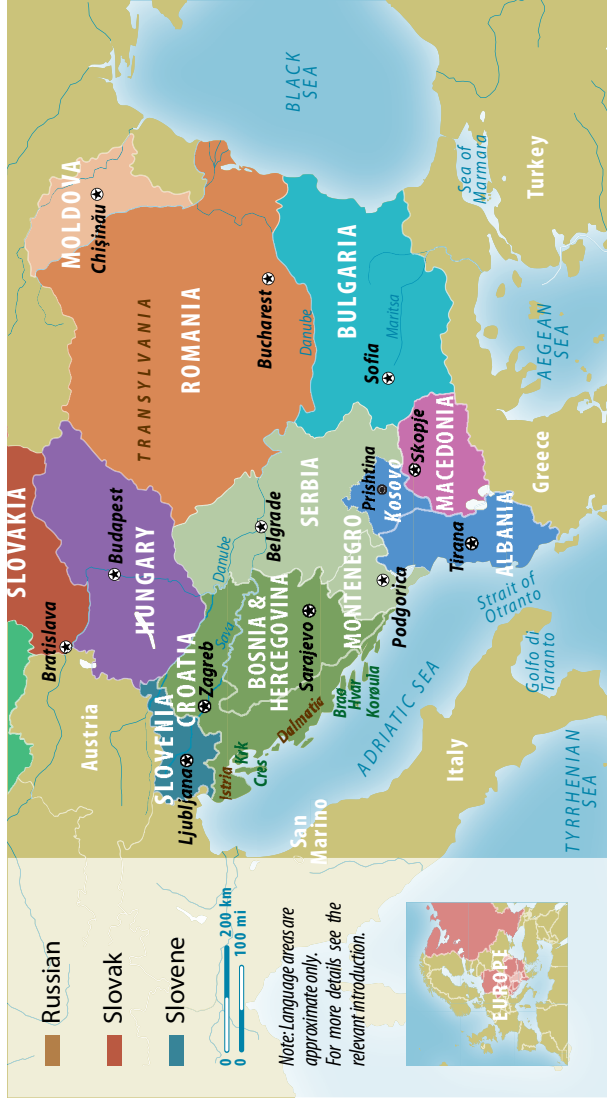 Russian
Slovak
Slovene
0 200 km
0 100 mi
Note: Language areas are
approximate only.
For more details see the
relevant introduction.
EUROPE
SLOVAKIA
Bratislava
Austria
HUNGARY
Budapest
MOLDOVA
Chişinău
TRANSYLVANIA
ROMANIA
Bucharest
Danube
BLACK
SEA
SLOVENIA
Ljubljana
CROATIA
Zagreb
Danube
Sava
Belgrade
SERBIA
BOSNIA &
HERCEGOVINA
Sarajevo
Istria
Krk
Cres
Dalmatia
Braø
Hvar
Korøula
MONTENEGRO
Podgorica
Prishtina
Kosovo
BULGARIA
Sofia
Maritsa
Skopje
MACEDONIA
Tirana
ALBANIA
San
Marino
Italy
ADRIATIC SEA
Strait of
Otranto
Golfo di
Taranto
TYRRHENIAN
SEA
Greece
AEGEAN
SEA
Sea of
Marmara
Turkey